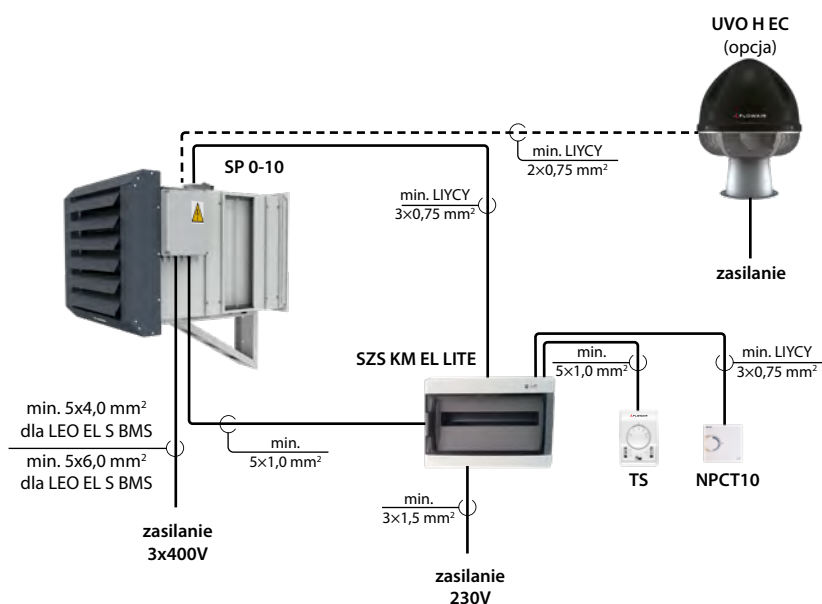 UVO H EC
(opcja)
FLOWAIR
SP 0-10
min. LIYCY
2×0,75 mm²
min. LIYCY
3×0,75 mm²
zasilanie
SZS KM EL LITE
min.
5×1,0 mm²
min. LIYCY
3×0,75 mm²
min. 5x4,0 mm²
dla LEO EL S BMS
min. 5x6,0 mm²
dla LEO EL S BMS
min.
5×1,0 mm²
FLOWAIR
TS
NPCT10
min.
3×1,5 mm²
zasilanie
3x400V
zasilanie
230V